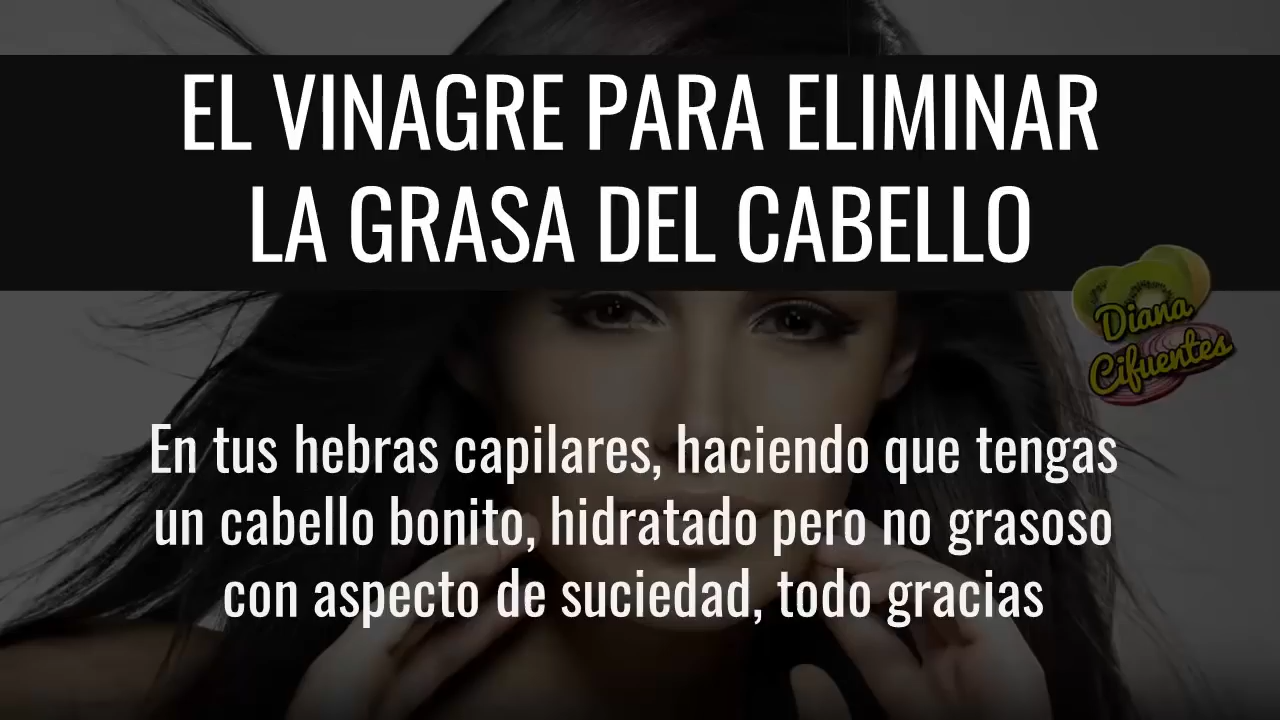 EL VINAGRE PARA ELIMINAR
LA GRASA DEL CABELLO
Diana
Cifuentes
En tus hebras capilares, haciendo que tengas
un cabello bonito, hidratado pero no grasoso
con aspecto de suciedad, todo gracias